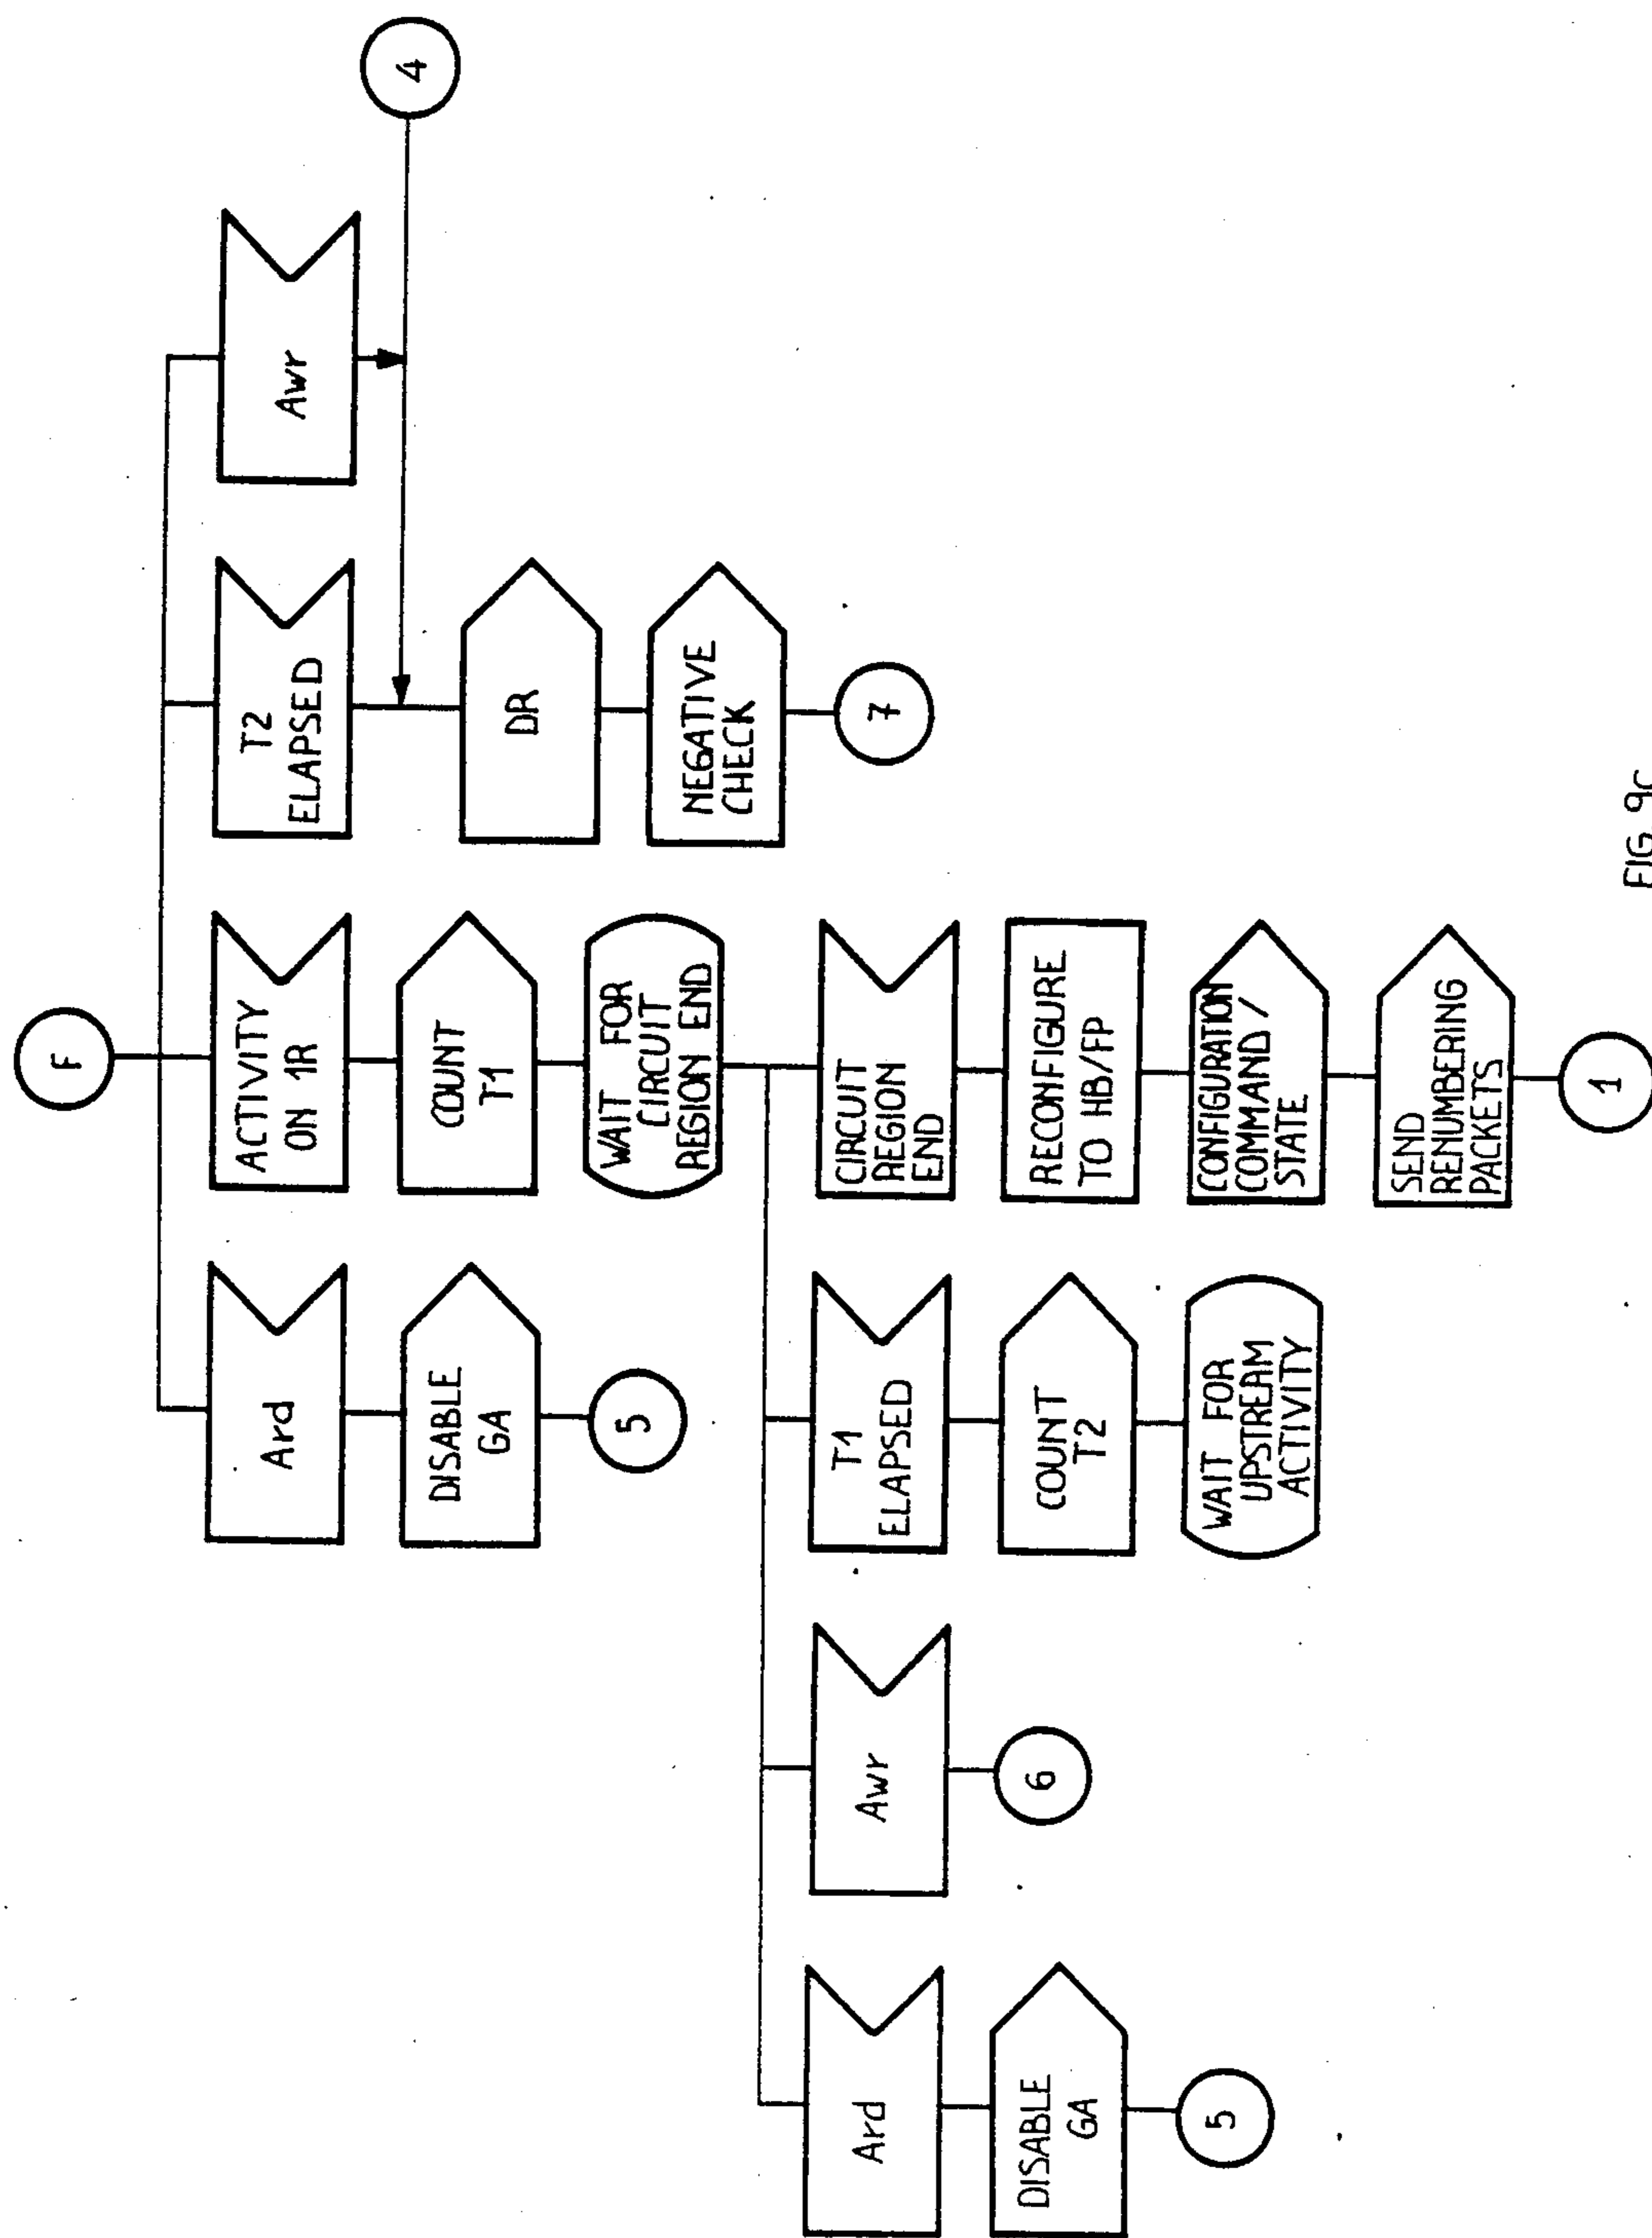 F
Ard
ACTIVITY
ON 1R
T2
ELAPSED
Awr
4
DISABLE
GA
COUNT
T1
DR
5
WAIT FOR
CIRCUIT
REGION END
NEGATIVE
CHECK
7
Ard
Awr
T1
ELAPSED
CIRCUIT
REGION
END
DISABLE
GA
6
COUNT
T2
RECONFIGURE
TO HB/FP
5
WAIT FOR
UPSTREAM
ACTIVITY
CONFIGURATION
COMMAND /
STATE
SEND
RENUMBERING
PACKETS
1
FIG. 9C